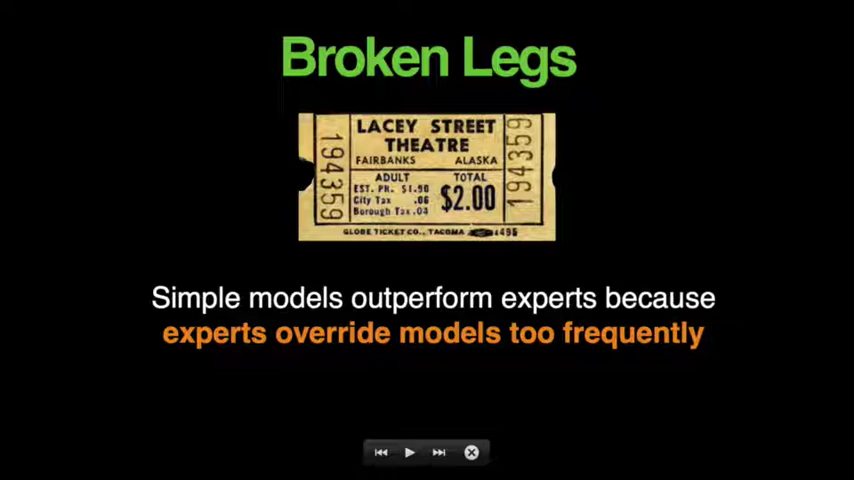 Broken Legs
194359
LACEY STREET
THEATRE
FAIRBANKS ALASKA
ADULT TOTAL
EST. PR. $1.90
City Tax .06
Borough Tax .04
$2.00
194359
GLOBE TICKET CO., TACOMA
Simple models outperform experts because
experts override models too frequently